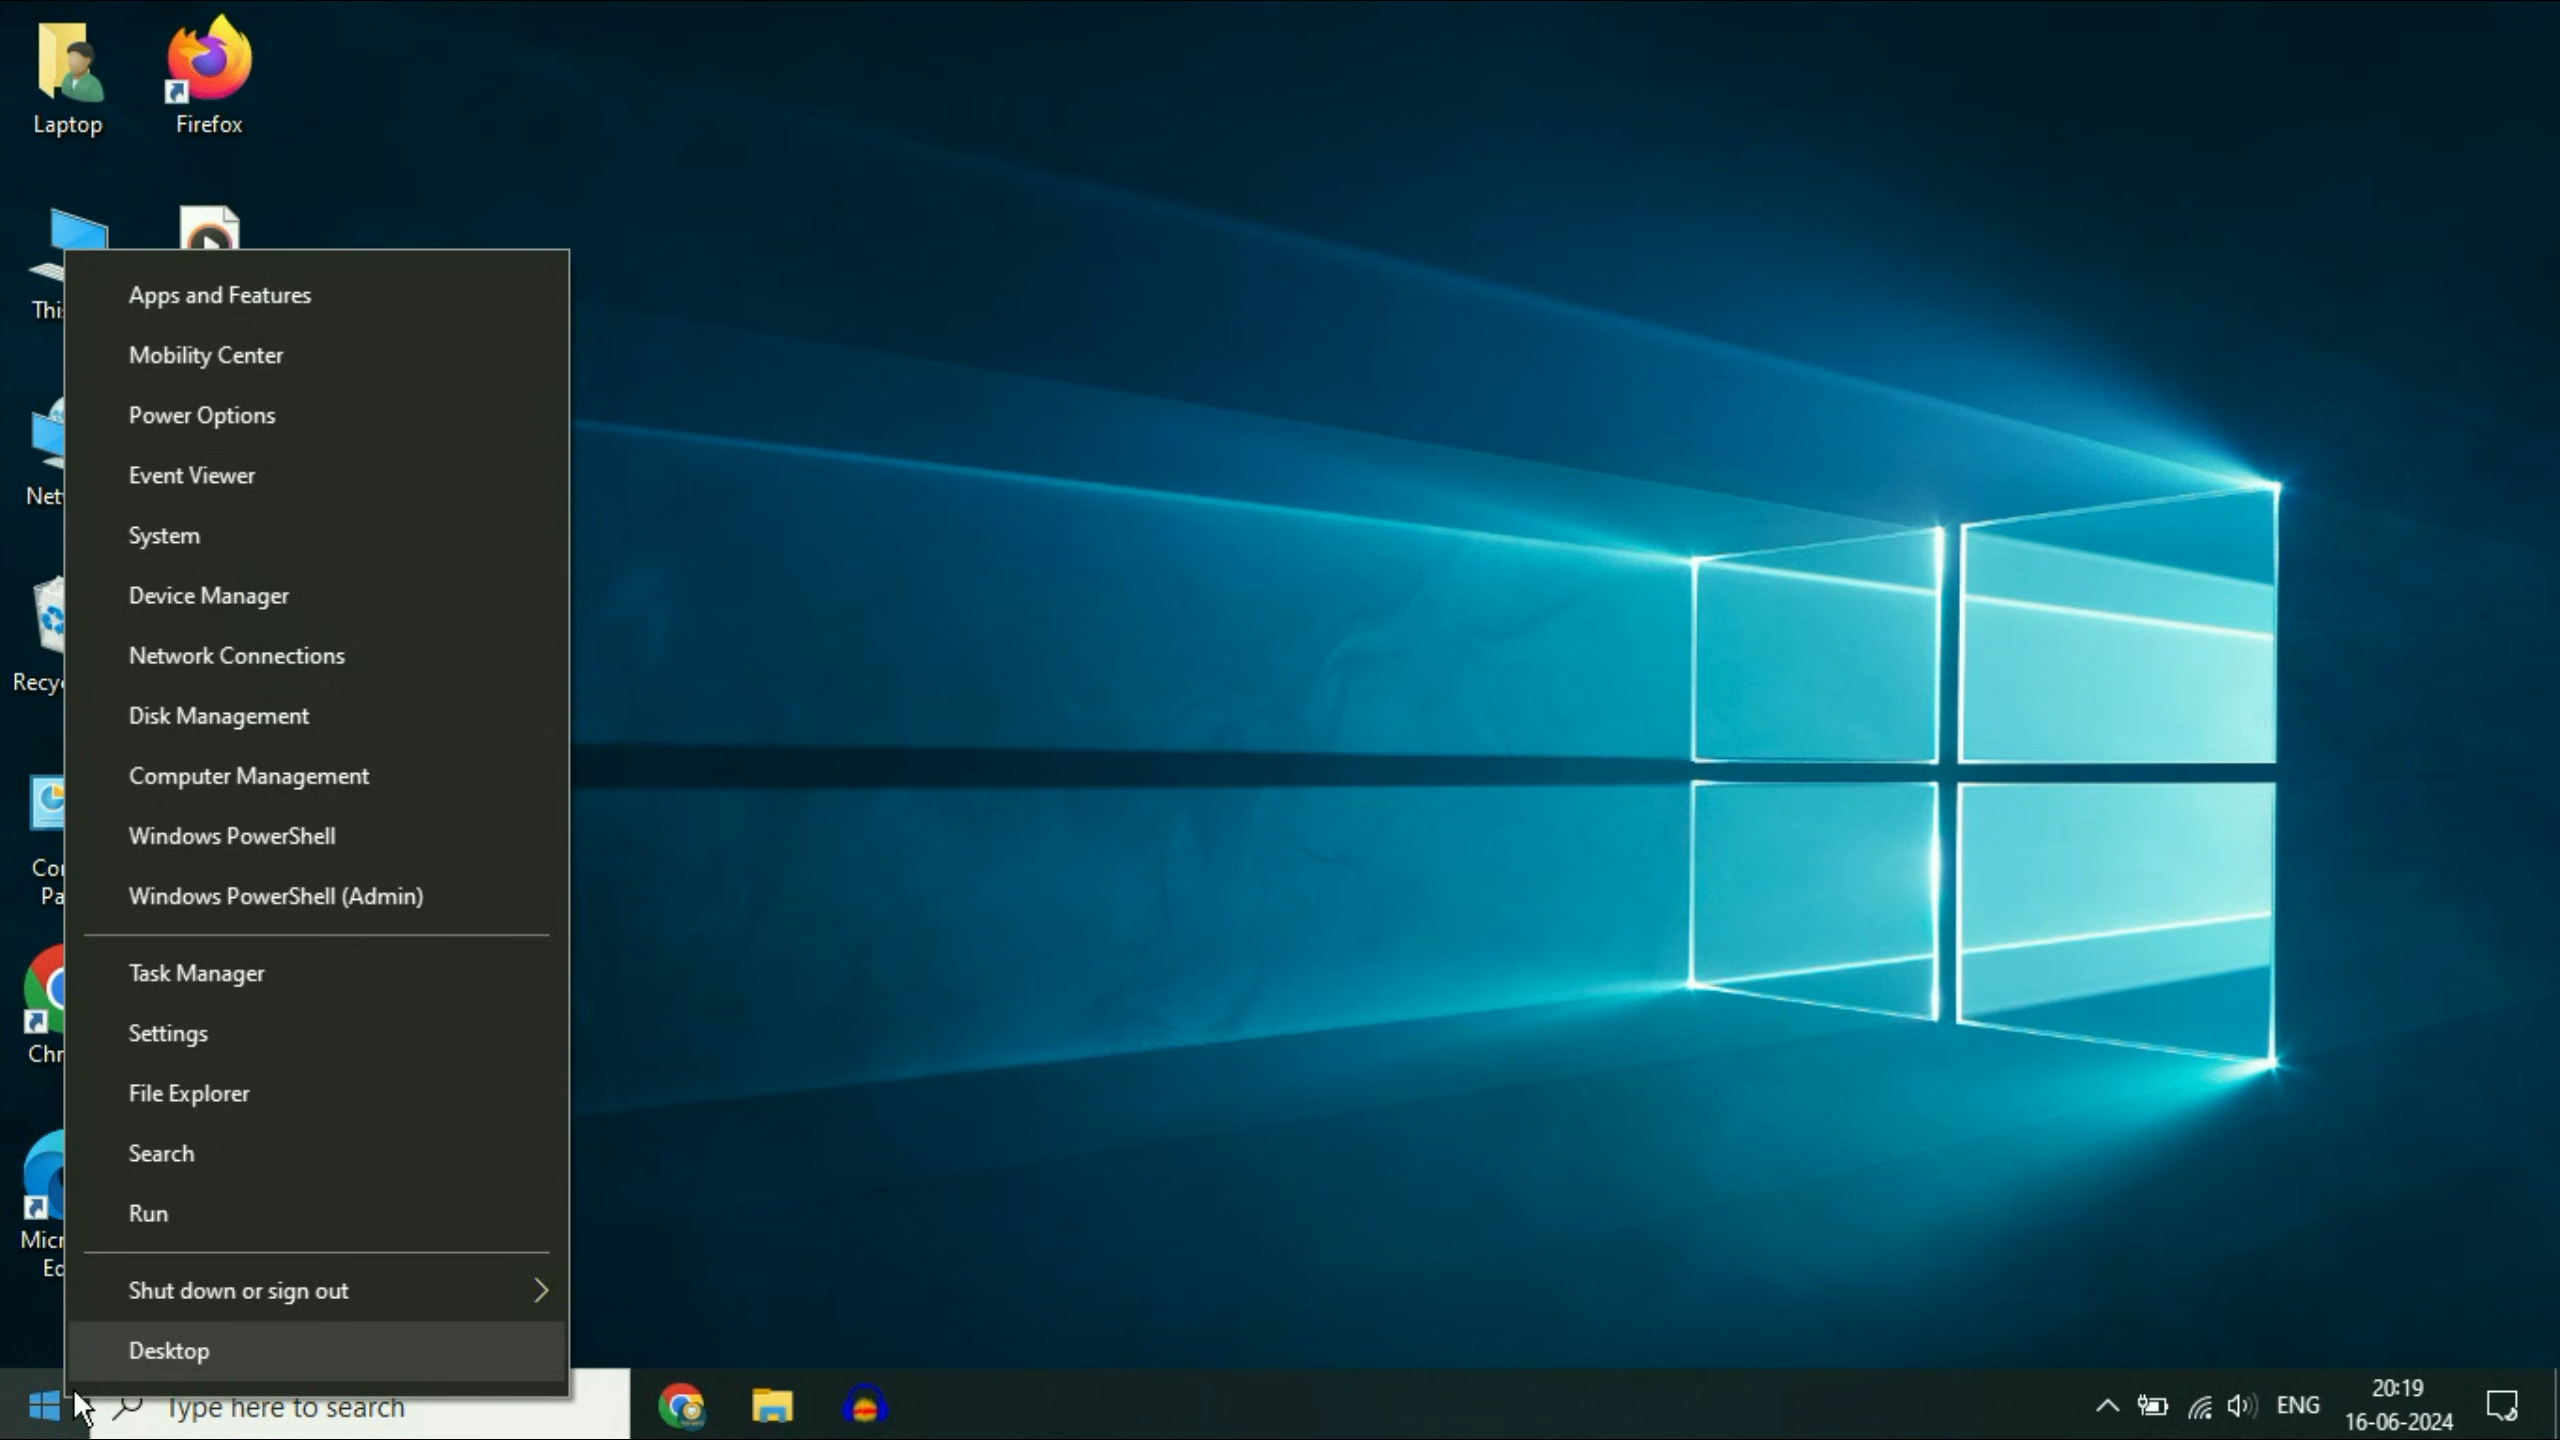 Laptop
Firefox
Apps and Features
Mobility Center
Power Options
Event Viewer
System
Device Manager
Network Connections
Disk Management
Computer Management
Windows PowerShell
Windows PowerShell (Admin)
Task Manager
Settings
File Explorer
Search
Run
Shut down or sign out
Desktop
Type here to search
ENG
20:19
16-06-2024